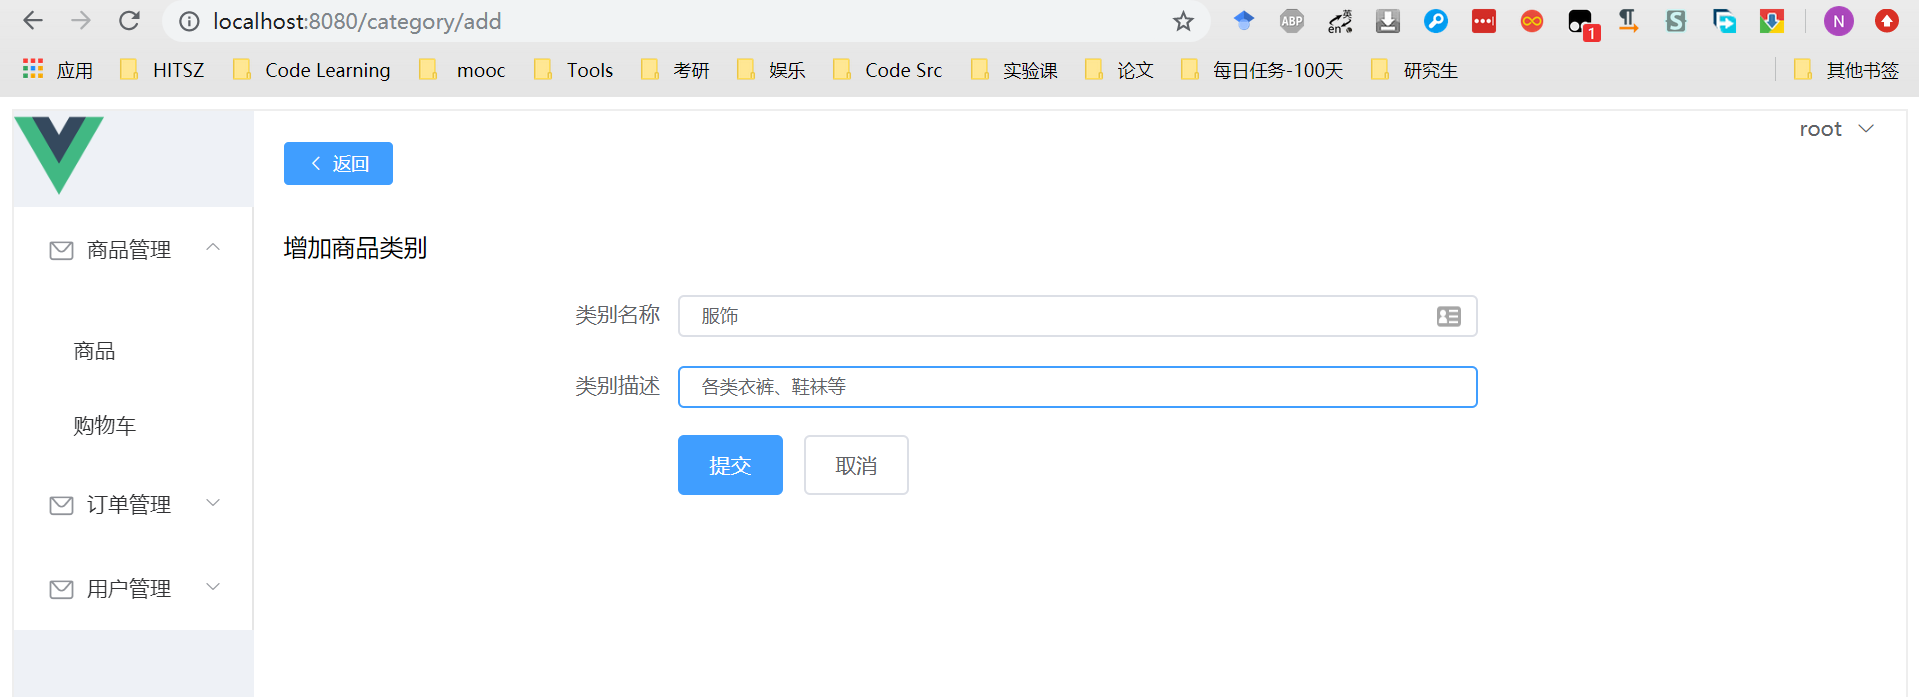 localhost:8080/category/add
ABP
英
en
1
N
应用 HITSZ Code Learning mooc Tools 考研 娱乐 Code Src 实验课 论文 每日任务-100天 研究生 其他书签
root
返回
增加商品类别
商品管理
类别名称 服饰
商品
类别描述 各类衣裤、鞋袜等
购物车
提交 取消
订单管理
用户管理